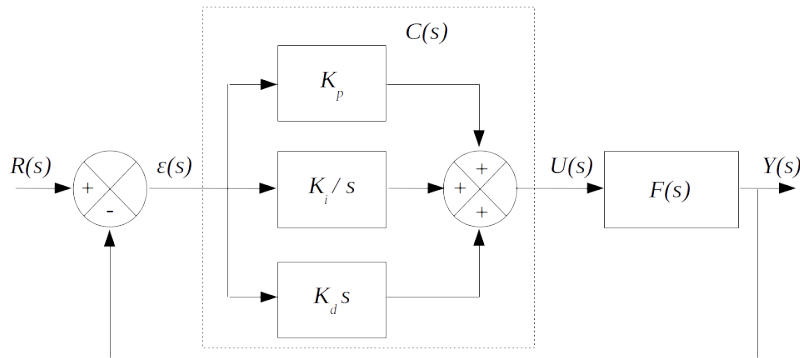 C(s)
K_p
R(s)
+
-
ε(s)
K_i / s
+
+
+
U(s)
F(s)
Y(s)
K_d s